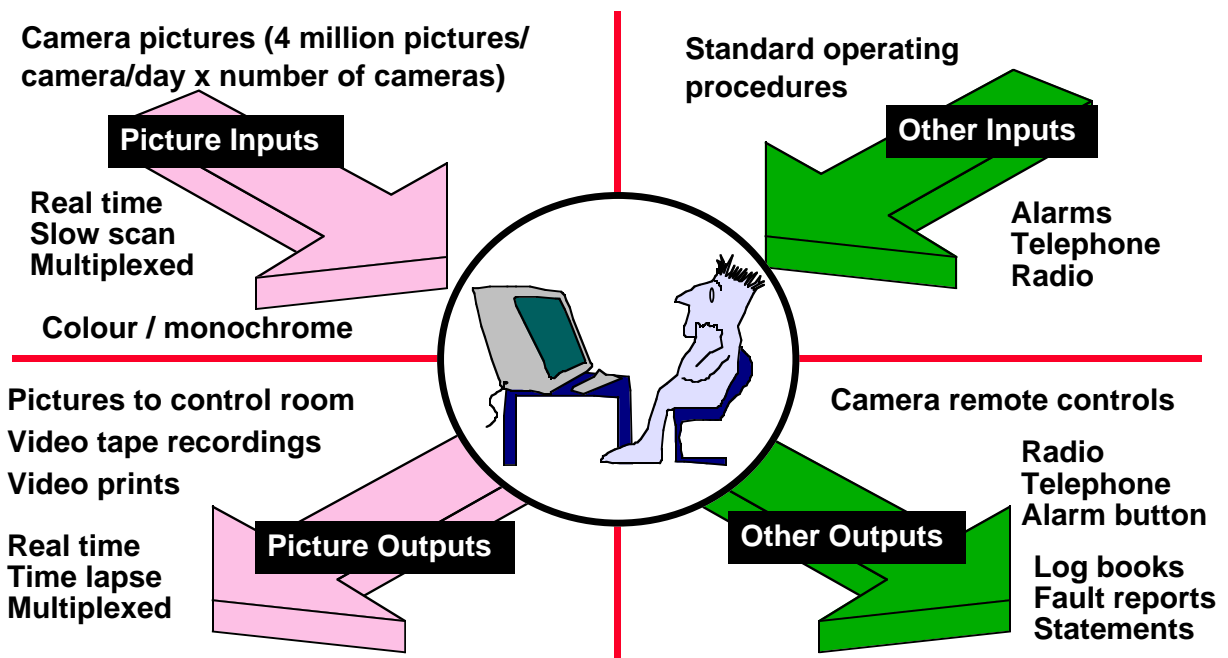 Camera pictures (4 million pictures/
camera/day x number of cameras)
Picture Inputs
Real time
Slow scan
Multiplexed
Colour / monochrome
Standard operating
procedures
Other Inputs
Alarms
Telephone
Radio
Pictures to control room
Video tape recordings
Video prints
Picture Outputs
Real time
Time lapse
Multiplexed
Camera remote controls
Radio
Telephone
Alarm button
Other Outputs
Log books
Fault reports
Statements